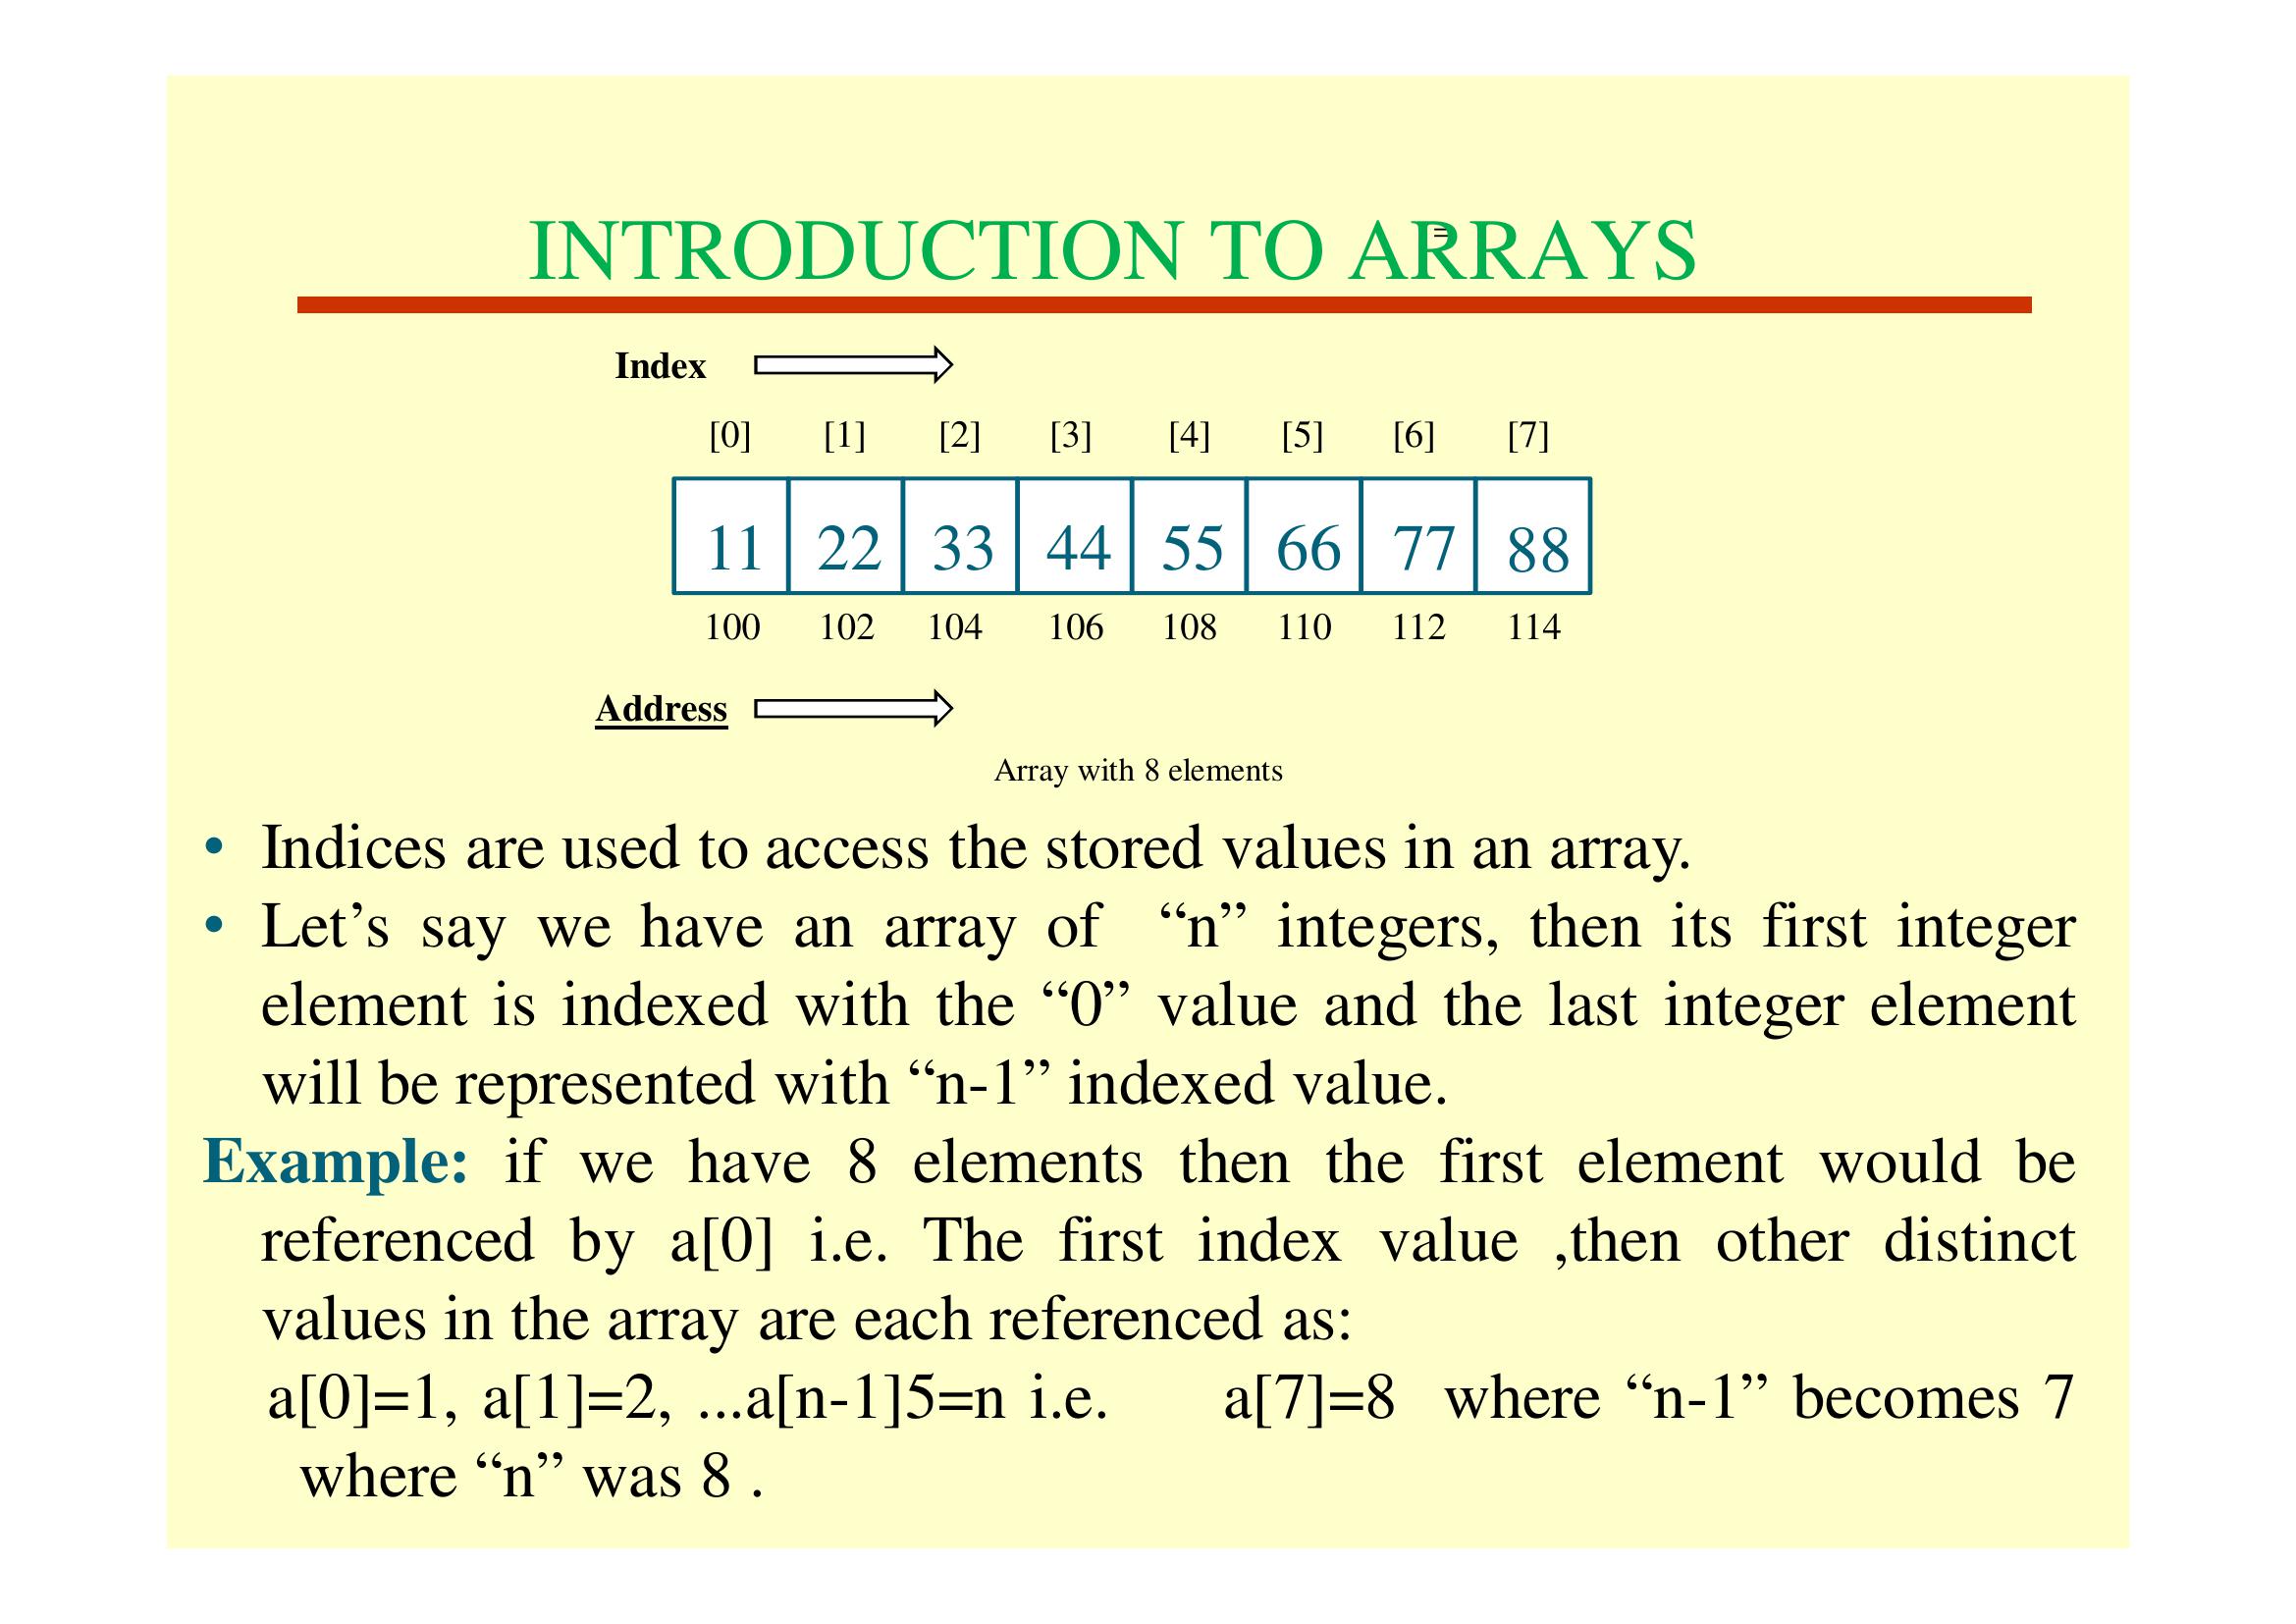 INTRODUCTION TO ARRAYS
=
Index
[0] [1] [2] [3] [4] [5] [6] [7]
11 22 33 44 55 66 77 88
100 102 104 106 108 110 112 114
Address
Array with 8 elements
• Indices are used to access the stored values in an array.
• Let’s say we have an array of “n” integers, then its first integer
element is indexed with the “0” value and the last integer element
will be represented with “n-1” indexed value.
Example: if we have 8 elements then the first element would be
referenced by a[0] i.e. The first index value ,then other distinct
values in the array are each referenced as:
a[0]=1, a[1]=2, ...a[n-1]5=n i.e. a[7]=8 where “n-1” becomes 7
where “n” was 8 .